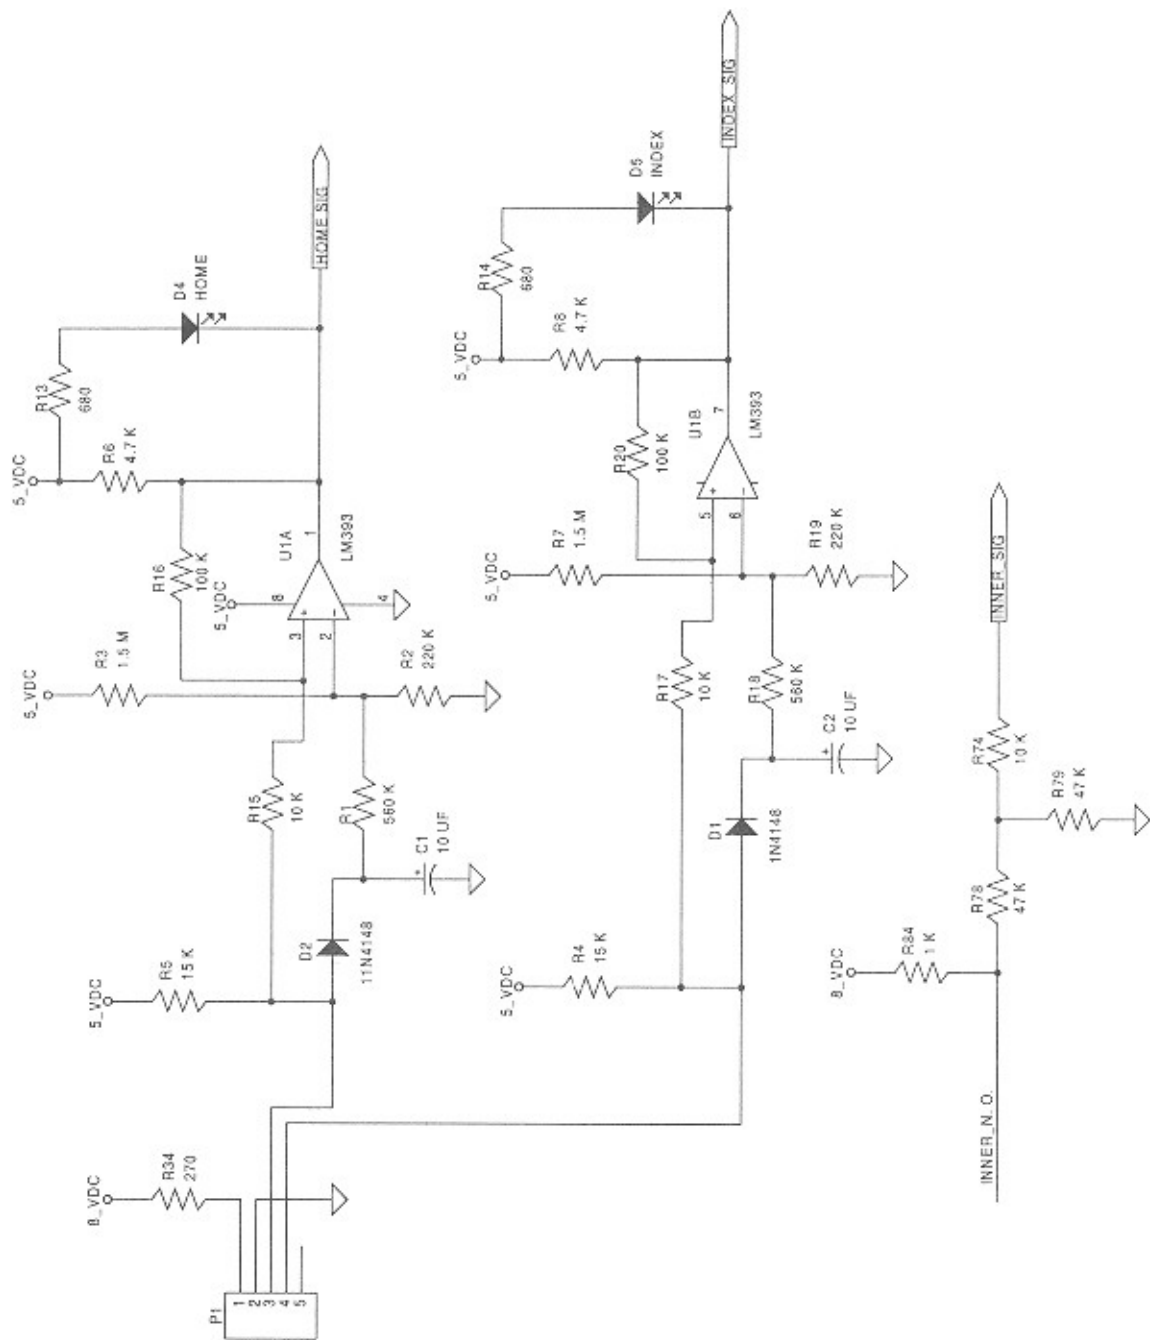 P1
1
2
3
4
5
8_VDC
R34
270
5_VDC
R5
15 K
D2
11N4148
R15
10 K
R1
560 K
C1
+
10 UF
5_VDC
R3
1.5 M
R2
220 K
R16
100 K
5_VDC
8
3
+
2
-
4
1
U1A
LM393
5_VDC
R6
4.7 K
R13
680
D4
HOME
HOME SIG
5_VDC
R4
15 K
D1
1N4148
R17
10 K
R18
560 K
C2
+
10 UF
5_VDC
R7
1.5 M
R19
220 K
R20
100 K
5
+
6
-
7
U1B
LM393
5_VDC
R8
4.7 K
R14
680
D5
INDEX
INDEX_SIG
INNER_N. O.
8_VDC
R84
1 K
R78
47 K
R79
47 K
R74
10 K
INNER_SIG